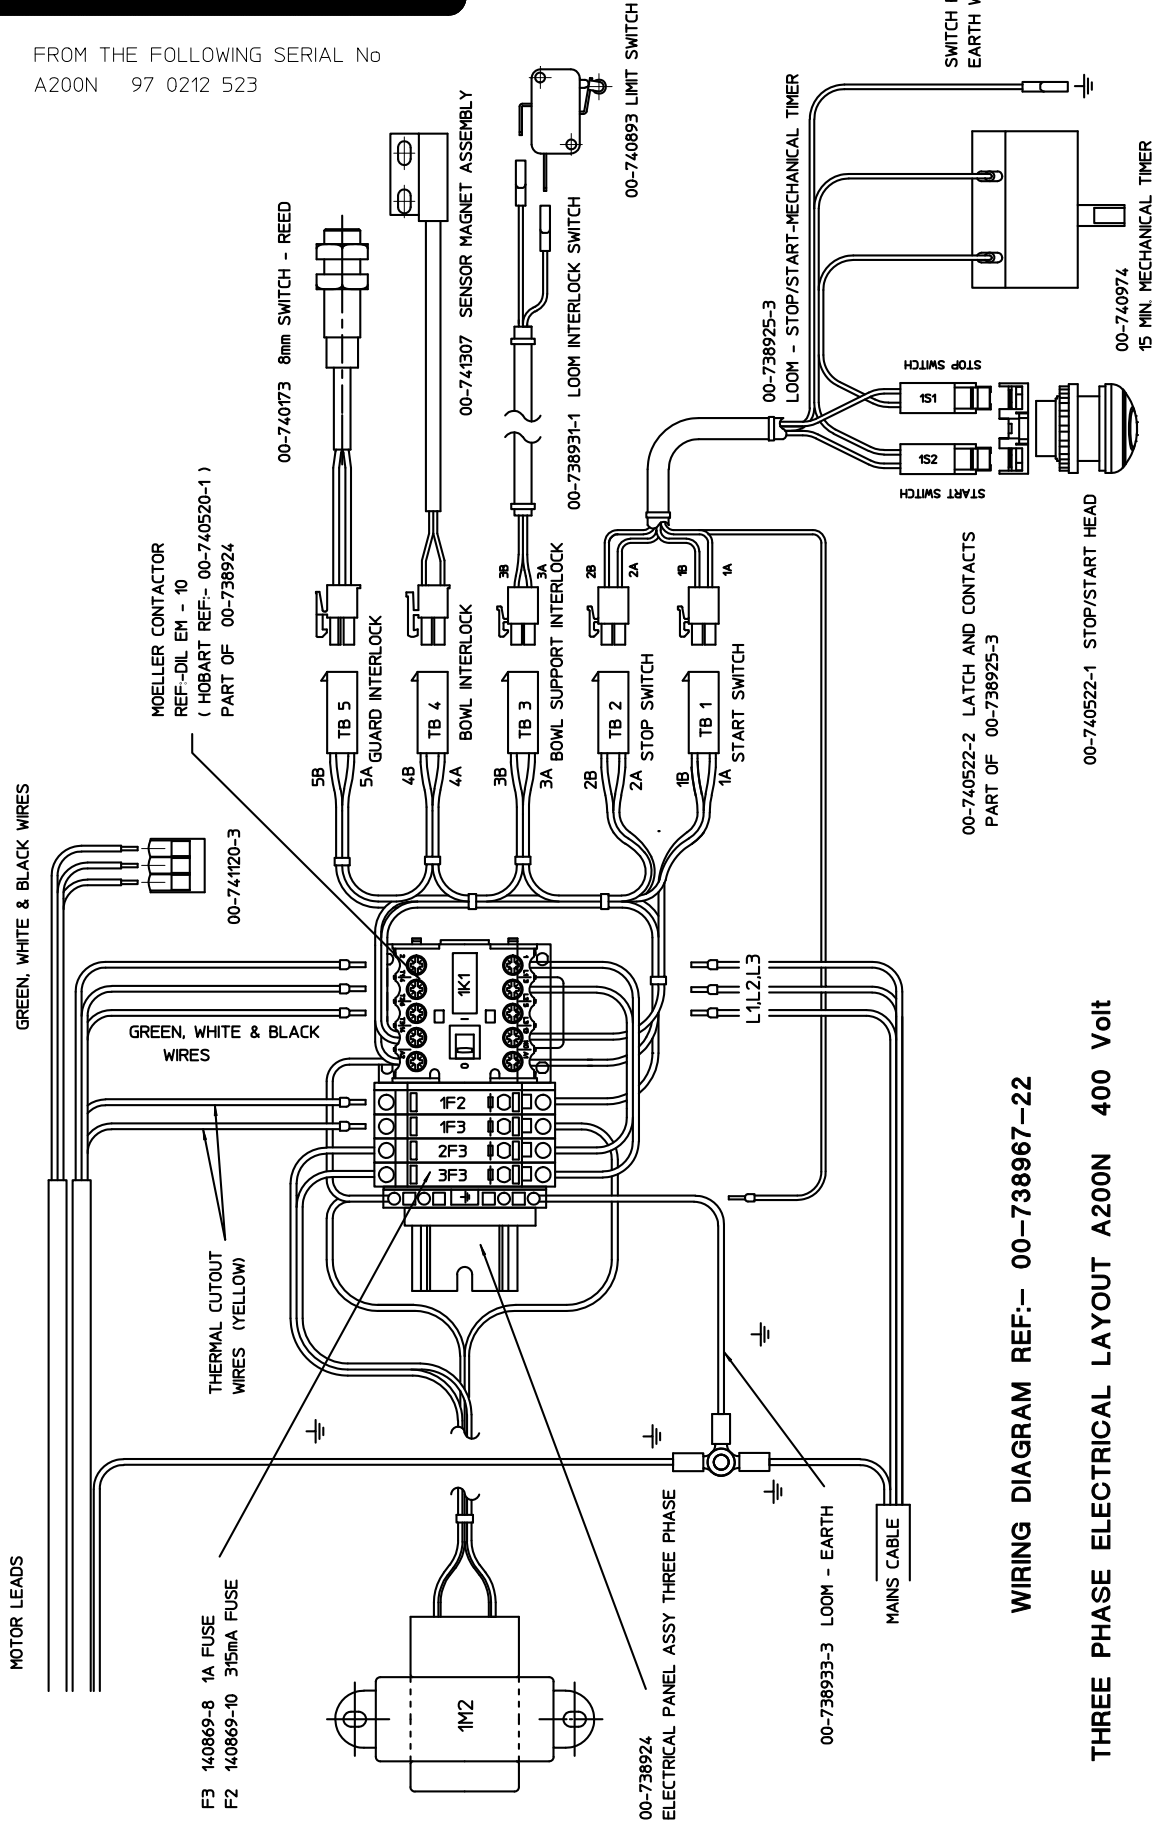 FROM THE FOLLOWING SERIAL No
A200N 97 0212 523
MOTOR LEADS
GREEN, WHITE & BLACK WIRES
00-741120-3
GREEN, WHITE & BLACK
WIRES
THERMAL CUTOUT
WIRES (YELLOW)
F3 140869-8 1A FUSE
F2 140869-10 315mA FUSE
MOELLER CONTACTOR
REF:-DIL EM - 10
( HOBART REF:- 00-740520-1 )
PART OF 00-738924
00-740173 8mm SWITCH - REED
00-741307 SENSOR MAGNET ASSEMBLY
00-738931-1 LOOM INTERLOCK SWITCH
00-740893 LIMIT SWITCH
5B
5A
TB 5
GUARD INTERLOCK
4B
4A
TB 4
BOWL INTERLOCK
3B
3A
TB 3
BOWL SUPPORT INTERLOCK
3B
3A
2B
2A
TB 2
STOP SWITCH
2B
2A
1B
1A
TB 1
START SWITCH
1B
1A
1K1
1F2
1F3
2F3
3F3
L1,L2,L3
1M2
00-738924
ELECTRICAL PANEL ASSY THREE PHASE
00-738933-3 LOOM - EARTH
MAINS CABLE
00-738925-3
LOOM - STOP/START-MECHANICAL TIMER
SWITCH
EARTH
STOP SWITCH
1S1
1S2
START SWITCH
00-740974
15 MIN. MECHANICAL TIMER
00-740522-2 LATCH AND CONTACTS
PART OF 00-738925-3
00-740522-1 STOP/START HEAD
WIRING DIAGRAM REF:- 00-738967-22
THREE PHASE ELECTRICAL LAYOUT A200N 400 Volt